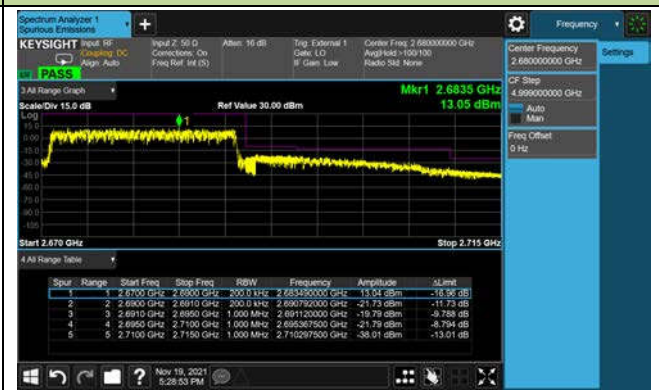 Spectrum Analyzer 1
Spurious Emissions
+
Frequency
KEYSIGHT Input: RF
Coupling: DC
Align: Auto
Input Z: 50 Ω
Corrections: On
Freq Ref: Int (S)
Atten: 16 dB
Trig: External 1
Gate: LO
IF Gain: Low
Center Freq: 2.680000000 GHz
Avg|Hold:>100/100
Radio Std: None
PASS
Center Frequency
2.680000000 GHz
Settings
CF Step
4.999000000 GHz
Auto
Man
Freq Offset
0 Hz
3 All Range Graph
Mkr1 2.6835 GHz
Scale/Div 15.0 dB
Ref Value 30.00 dBm
13.05 dBm
Log
15.0
0.00
-15.0
-30.0
-45.0
-60.0
-75.0
-90.0
-105
1
Start 2.670 GHz
Stop 2.715 GHz
4 All Range Table
Spur Range Start Freq Stop Freq RBW Frequency Amplitude ΔLimit
1 1 2.6700 GHz 2.6900 GHz 200.0 kHz 2.683490000 GHz 13.04 dBm -16.96 dB
2 2 2.6900 GHz 2.6910 GHz 200.0 kHz 2.690792000 GHz -21.73 dBm -11.73 dB
3 3 2.6910 GHz 2.6950 GHz 1.000 MHz 2.691120000 GHz -19.79 dBm -9.788 dB
4 4 2.6950 GHz 2.7100 GHz 1.000 MHz 2.695367500 GHz -21.79 dBm -8.794 dB
5 5 2.7100 GHz 2.7150 GHz 1.000 MHz 2.710297500 GHz -38.01 dBm -13.01 dB
?
Nov 19, 2021
5:28:53 PM